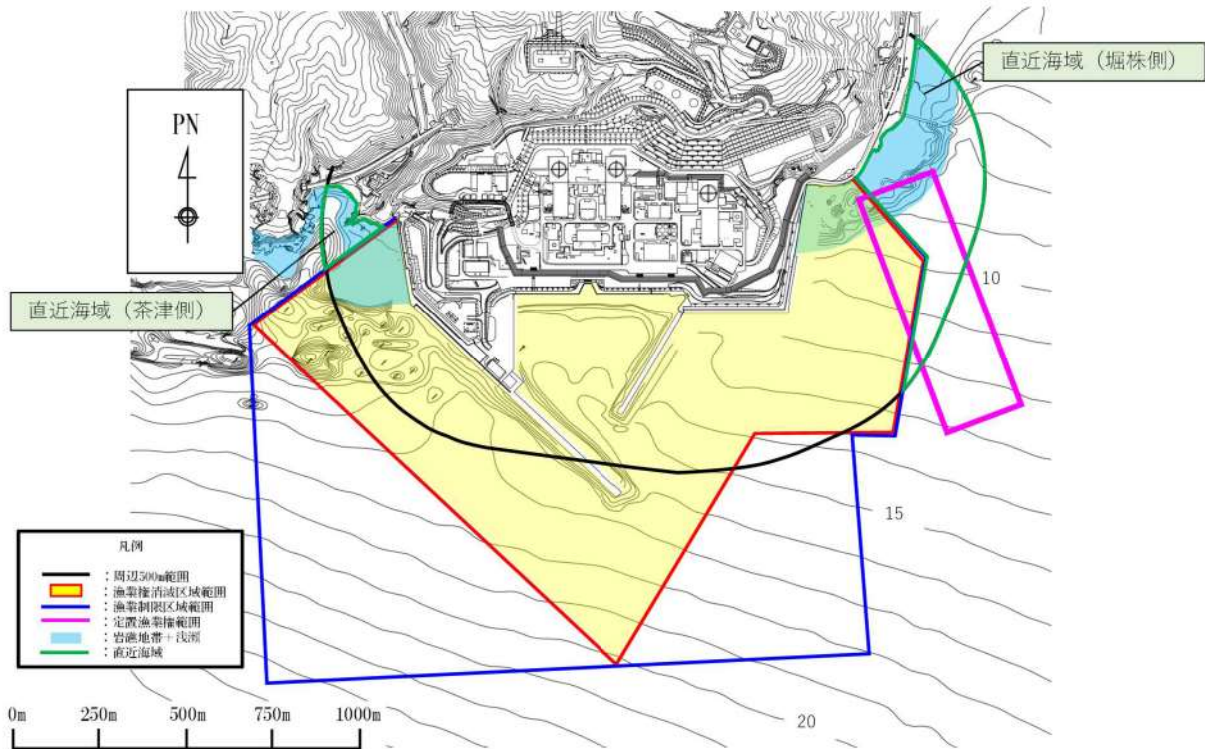 直近海域(堀株側)
PN
直近海域(茶津側)
10
15
20
凡例
:周辺500m範囲
:漁業権消滅区域範囲
:漁業制限区域範囲
:定置漁業権範囲
:岩礁地帯+浅瀬
:直近海域
0m 250m 500m 750m 1000m